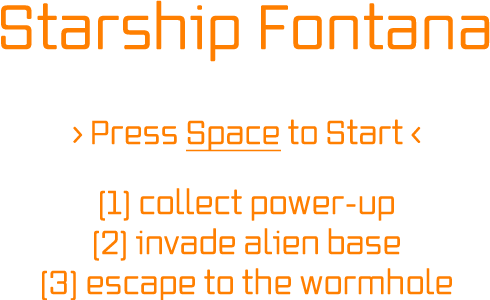 Starship Fontana
› Press Space to Start ‹
[1] collect power-up
[2] invade alien base
[3] escape to the wormhole